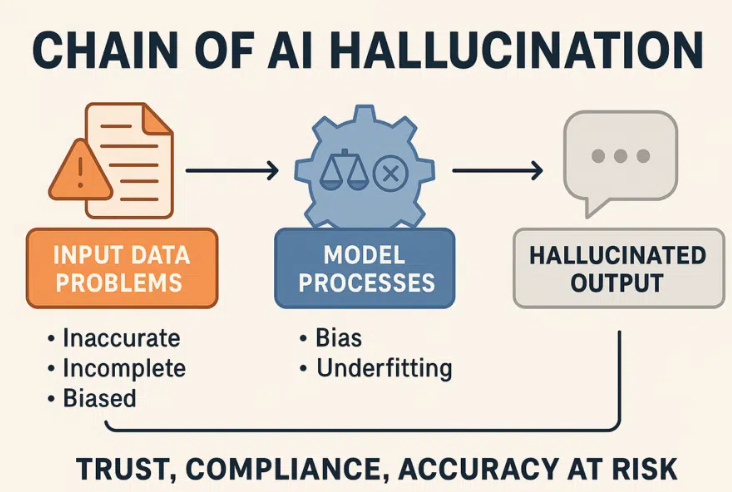 CHAIN OF AI HALLUCINATION
INPUT DATA
PROBLEMS
• Inaccurate
• Incomplete
• Biased
MODEL
PROCESSES
• Bias
• Underfitting
HALLUCINATED
OUTPUT
TRUST, COMPLIANCE, ACCURACY AT RISK